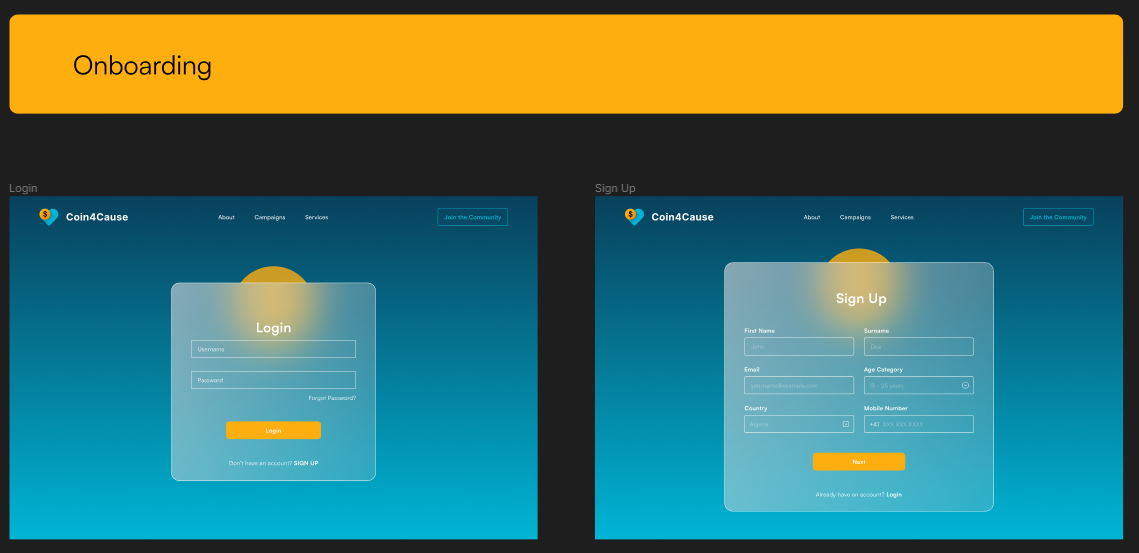 Onboarding
Login
Sign Up
$ Coin4Cause
About Campaigns Services
Join the Community
Login
Username
Password
Forgot Password?
Login
Don't have an account? SIGN UP
$ Coin4Cause
About Campaigns Services
Join the Community
Sign Up
First Name Surname
John Doe
Email Age Category
18 - 25 years
Country Mobile Number
+41 XXX XXX XXXX
Next
Already have an account? Login